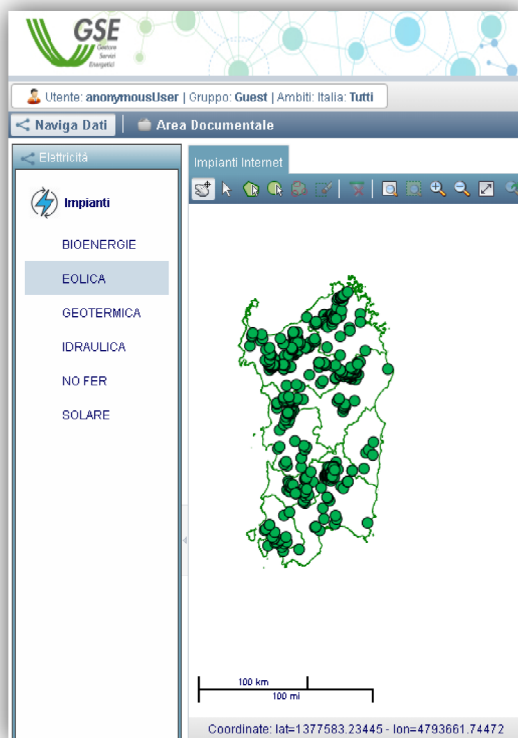 GSE
Gestore
Servizi
Energetici
Utente: anonymousUser | Gruppo: Guest | Ambiti: Italia: Tutti
Naviga Dati | Area Documentale
Elettricità
Impianti Internet
Impianti
BIOENERGIE
EOLICA
GEOTERMICA
IDRAULICA
NO FER
SOLARE
100 km
100 mi
Coordinate: lat=1377583.23445 - lon=4793661.74472